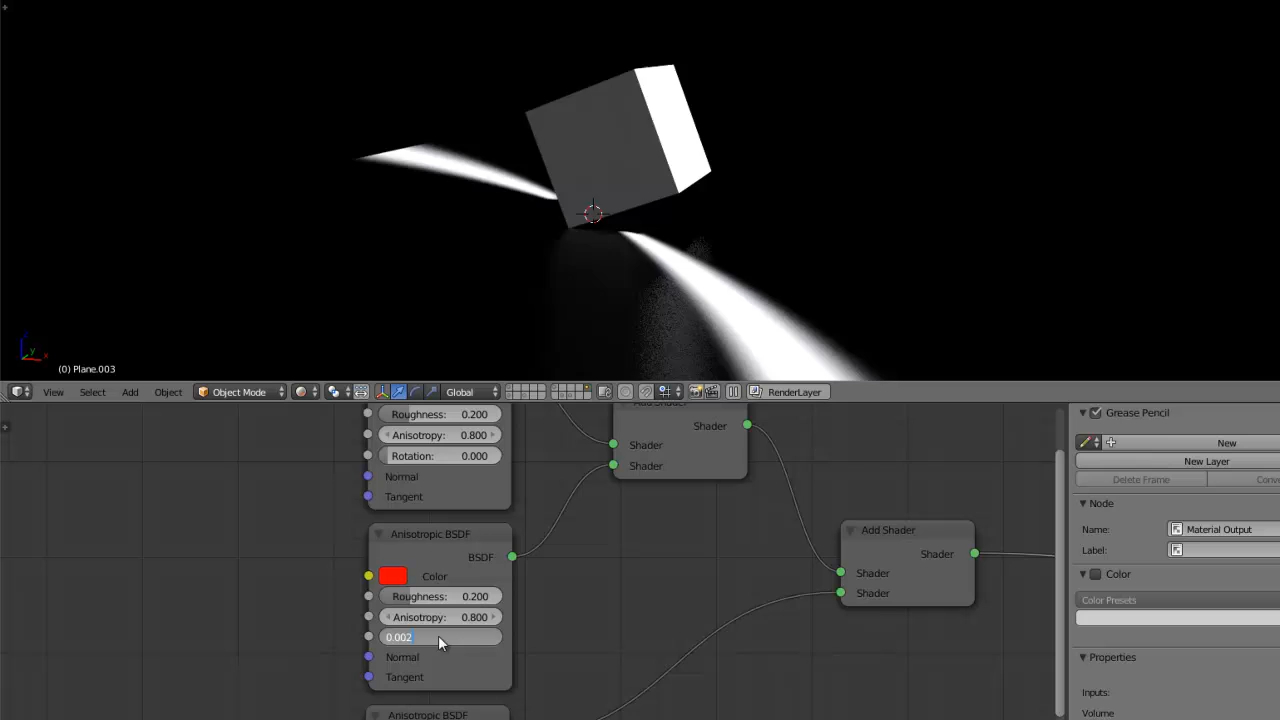 (0) Plane.003
View Select Add Object Object Mode Global RenderLayer
Roughness: 0.200
Anisotropy: 0.800
Rotation: 0.000
Normal
Tangent
Anisotropic BSDF
BSDF
Color
Roughness: 0.200
Anisotropy: 0.800
0.002
Normal
Tangent
Anisotropic BSDF
Add Shader
Shader
Shader
Shader
Add Shader
Shader
Shader
Shader
Grease Pencil
New
New Layer
Delete Frame Conve
Node
Name: Material Output
Label:
Color
Color Presets
Properties
Inputs:
Volume
z
y
x